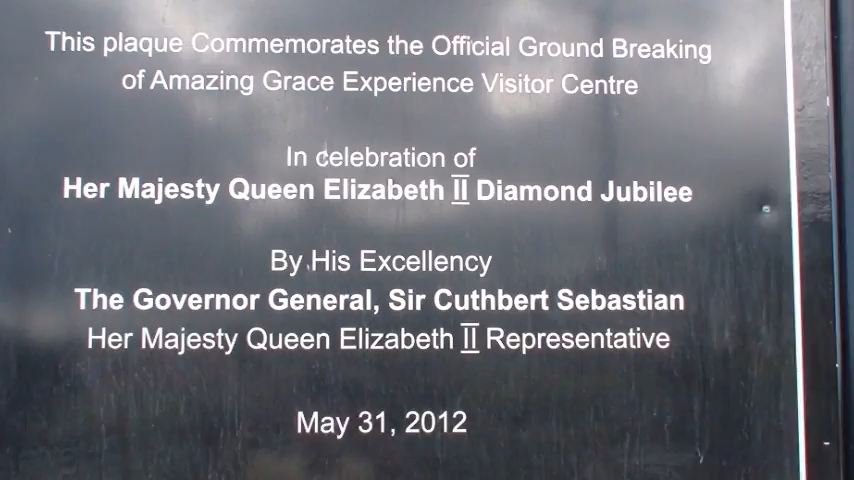 This plaque Commemorates the Official Ground Breaking
of Amazing Grace Experience Visitor Centre
In celebration of
Her Majesty Queen Elizabeth II Diamond Jubilee
By His Excellency
The Governor General, Sir Cuthbert Sebastian
Her Majesty Queen Elizabeth II Representative
May 31, 2012